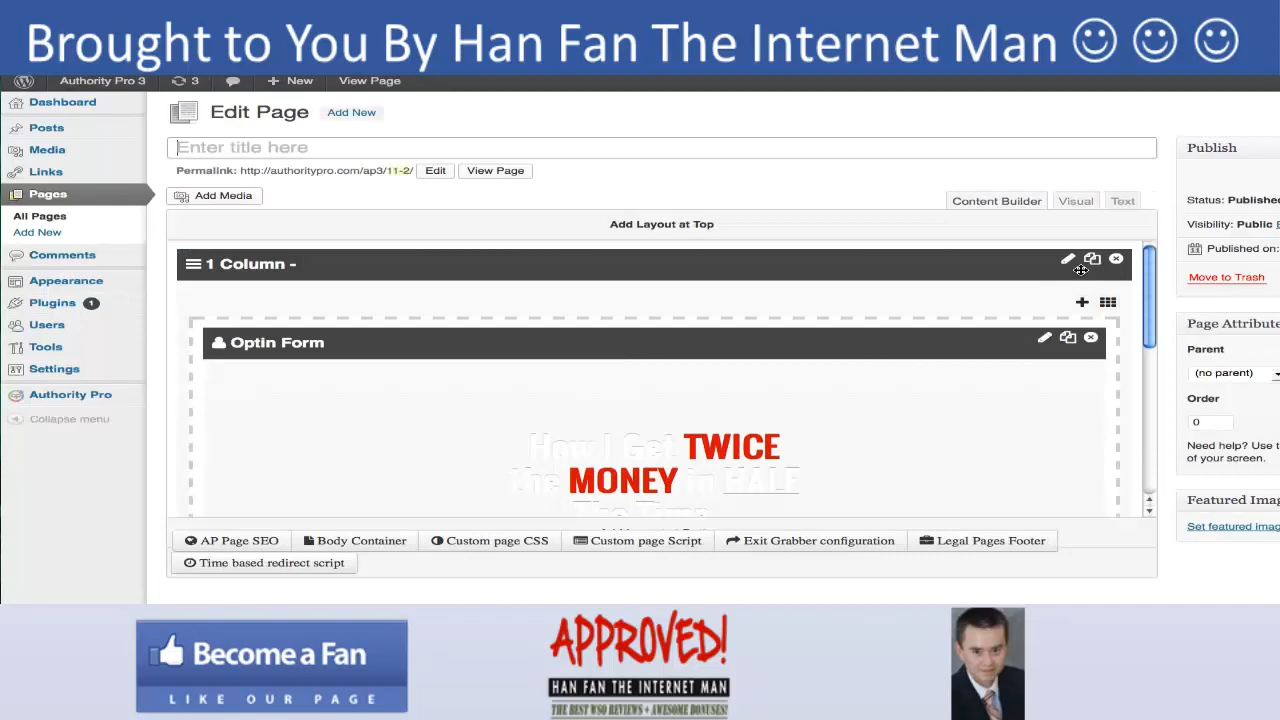 Brought to You By Han Fan The Internet Man
Authority Pro 3 3 New View Page
Dashboard
Posts
Media
Links
Pages
All Pages
Add New
Comments
Appearance
Plugins 1
Users
Tools
Settings
Authority Pro
Collapse menu
Edit Page Add New
Enter title here
Permalink: http://authoritypro.com/ap3/11-2/ Edit View Page
Add Media
Content Builder Visual Text
Add Layout at Top
1 Column -
Optin Form
How I Get TWICE
the MONEY in HALF
The Time
AP Page SEO Body Container Custom page CSS Custom page Script Exit Grabber configuration Legal Pages Footer
Time based redirect script
Publish
Status: Published
Visibility: Public
Published on:
Move to Trash
Page Attribute
Parent
(no parent)
Order
0
Need help? Use t
of your screen.
Featured Imag
Set featured imag
Become a Fan
LIKE OUR PAGE
APPROVED!
HAN FAN THE INTERNET MAN
THE BEST WSO REVIEWS + AWESOME BONUSES!